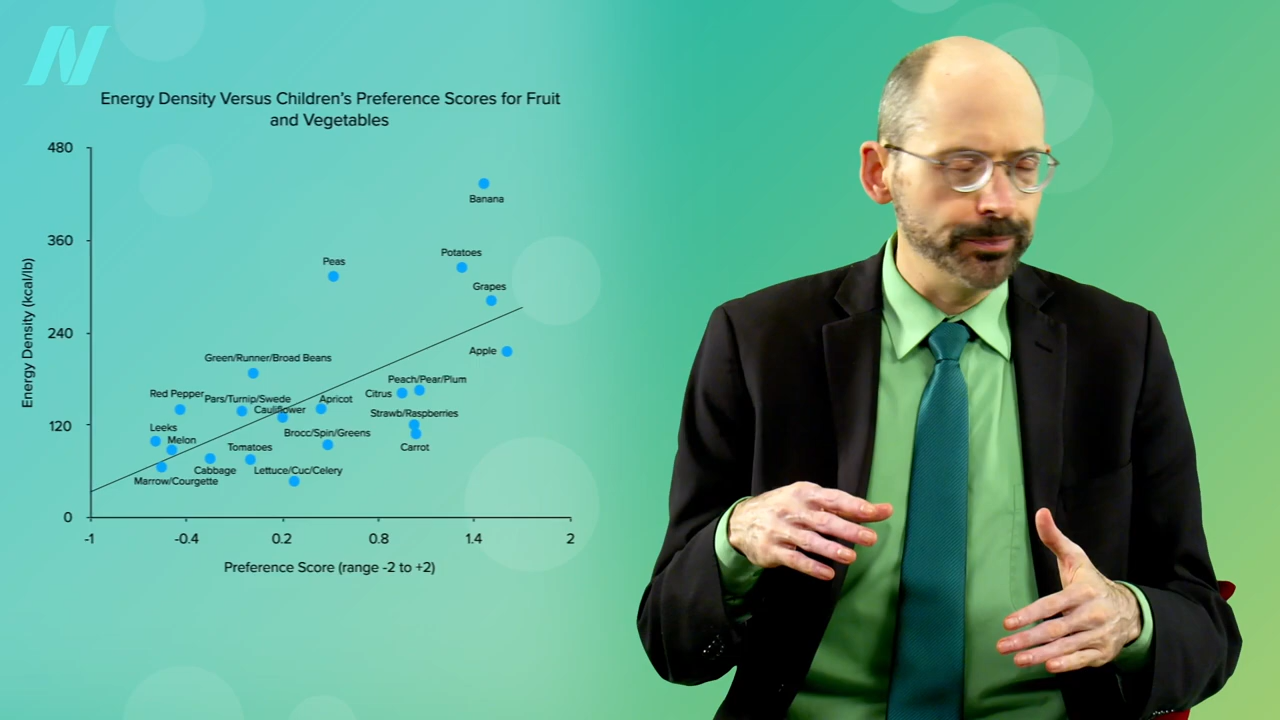 Energy Density Versus Children's Preference Scores for Fruit
and Vegetables
Energy Density (kcal/lb)
480
360
240
120
0
Banana
Potatoes
Peas
Grapes
Apple
Green/Runner/Broad Beans
Peach/Pear/Plum
Red Pepper
Pars/Turnip/Swede
Apricot
Citrus
Cauliflower
Strawb/Raspberries
Leeks
Melon
Brocc/Spin/Greens
Tomatoes
Carrot
Cabbage
Lettuce/Cuc/Celery
Marrow/Courgette
-1 -0.4 0.2 0.8 1.4 2
Preference Score (range -2 to +2)